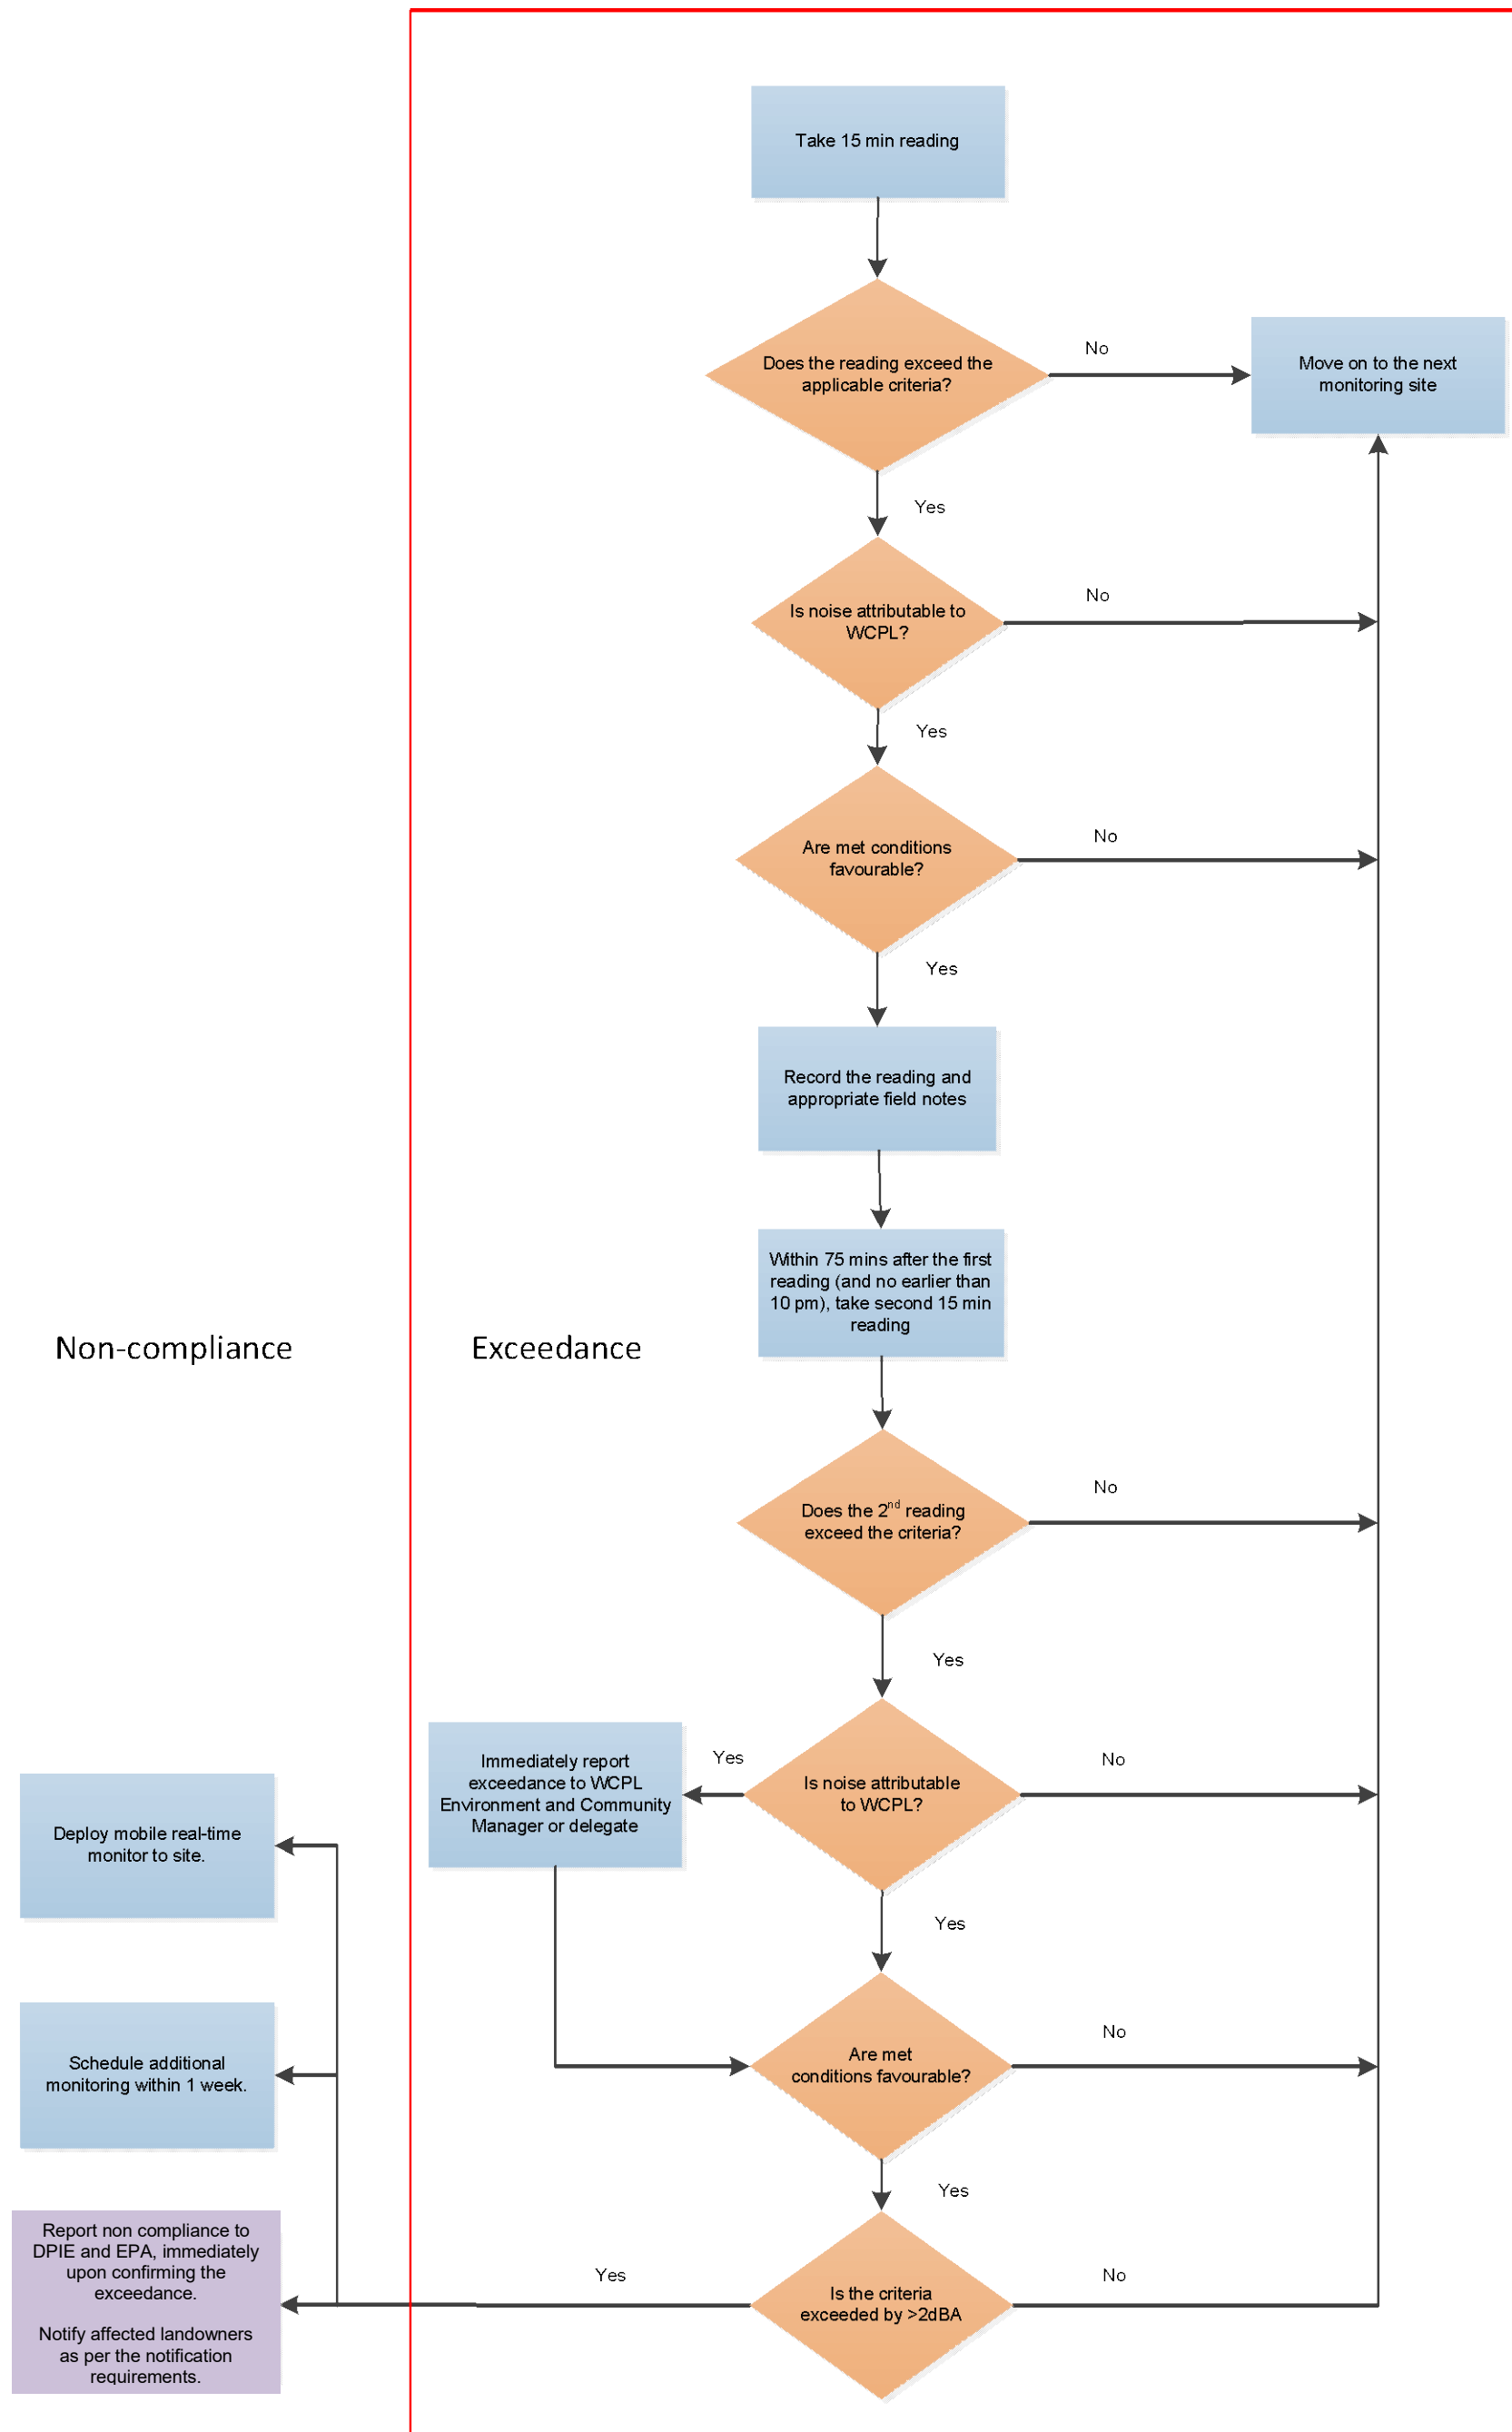 Take 15 min reading
Does the reading exceed the
applicable criteria?
No
Move on to the next
monitoring site
Yes
Is noise attributable to
WCPL?
No
Yes
Are met conditions
favourable?
No
Yes
Record the reading and
appropriate field notes
Within 75 mins after the first
reading (and no earlier than
10 pm), take second 15 min
reading
Non-compliance
Exceedance
Does the 2nd reading
exceed the criteria?
No
Yes
Is noise attributable
to WCPL?
Yes
No
Immediately report
exceedance to WCPL
Environment and Community
Manager or delegate
Deploy mobile real-time
monitor to site.
Yes
Are met
conditions favourable?
No
Schedule additional
monitoring within 1 week.
Yes
Is the criteria
exceeded by >2dBA
Yes
No
Report non compliance to
DPIE and EPA, immediately
upon confirming the
exceedance.
Notify affected landowners
as per the notification
requirements.